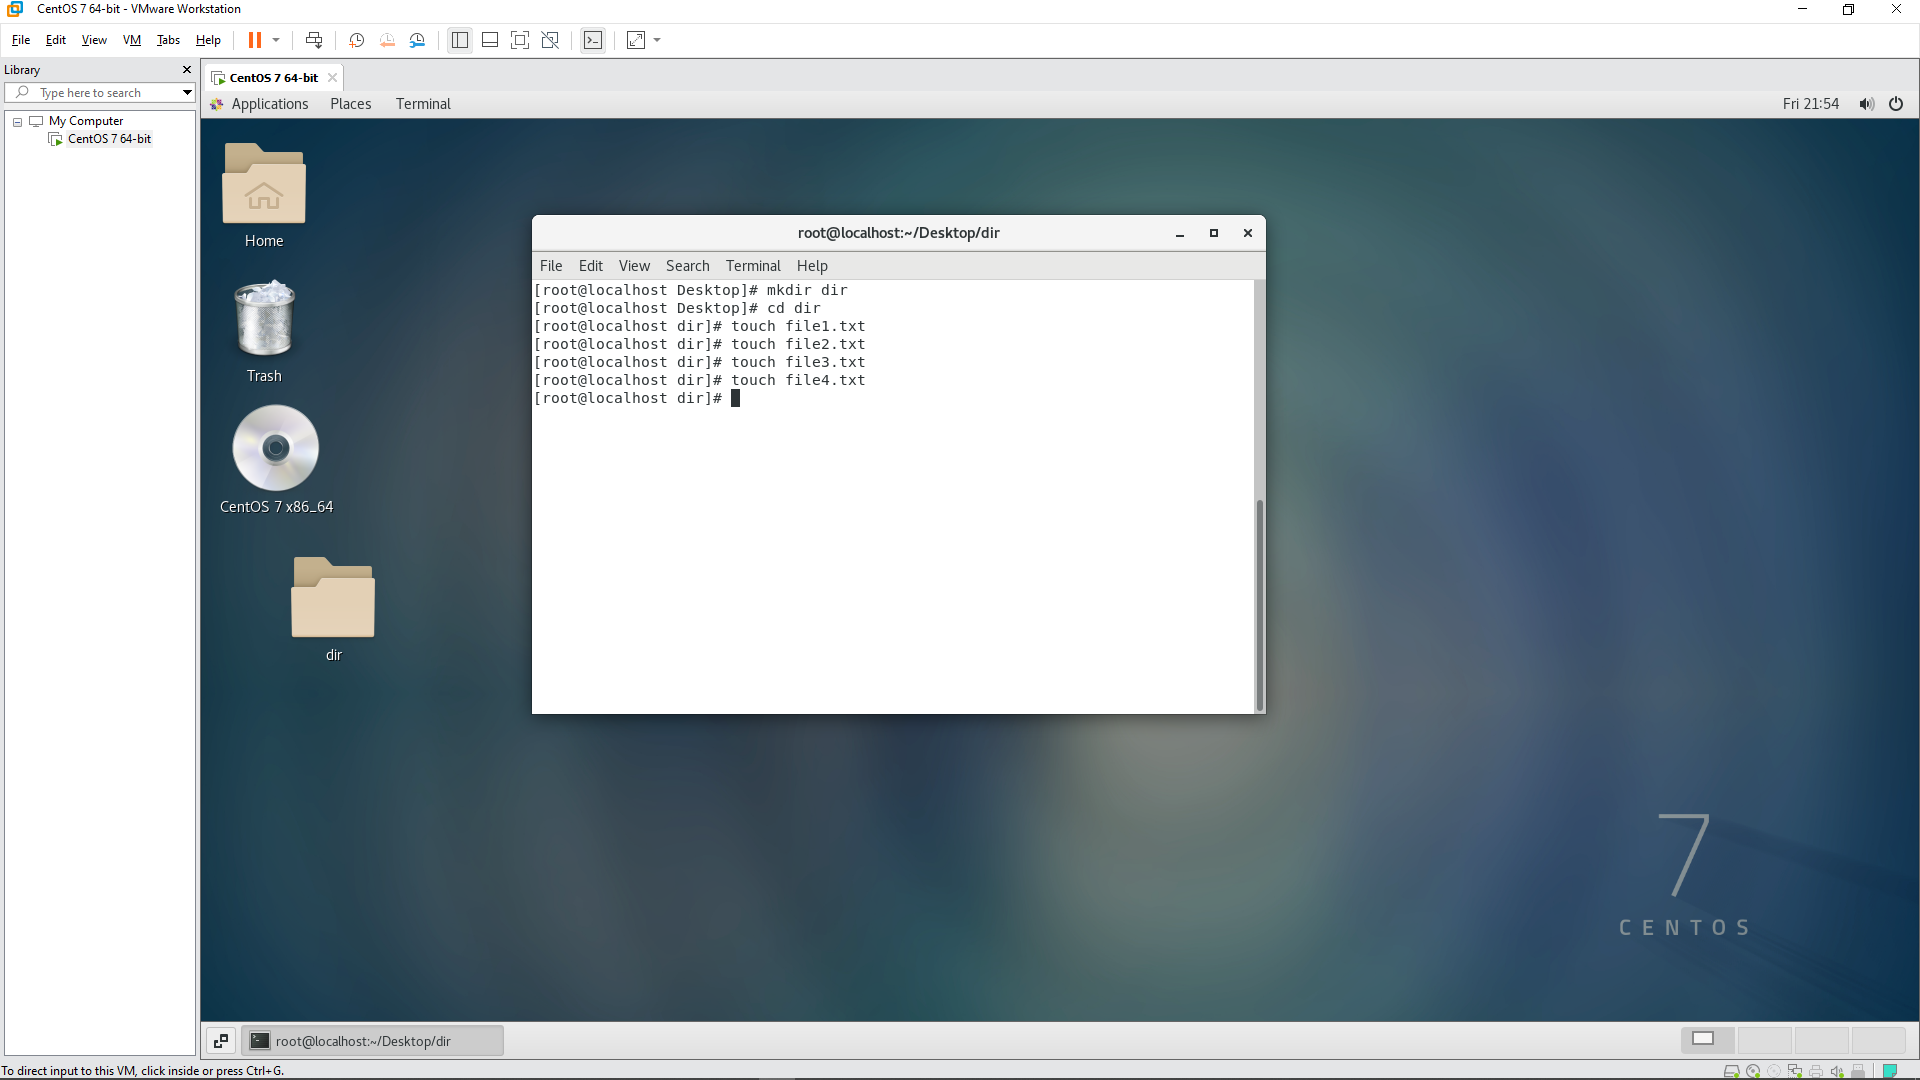 CentOS 7 64-bit - VMware Workstation
File Edit View VM Tabs Help
Library
Type here to search
My Computer
CentOS 7 64-bit
CentOS 7 64-bit
Applications Places Terminal
Fri 21:54
Home
Trash
CentOS 7 x86_64
dir
root@localhost:~/Desktop/dir
File Edit View Search Terminal Help
[root@localhost Desktop]# mkdir dir
[root@localhost Desktop]# cd dir
[root@localhost dir]# touch file1.txt
[root@localhost dir]# touch file2.txt
[root@localhost dir]# touch file3.txt
[root@localhost dir]# touch file4.txt
[root@localhost dir]#
7
CENTOS
root@localhost:~/Desktop/dir
To direct input to this VM, click inside or press Ctrl+G.